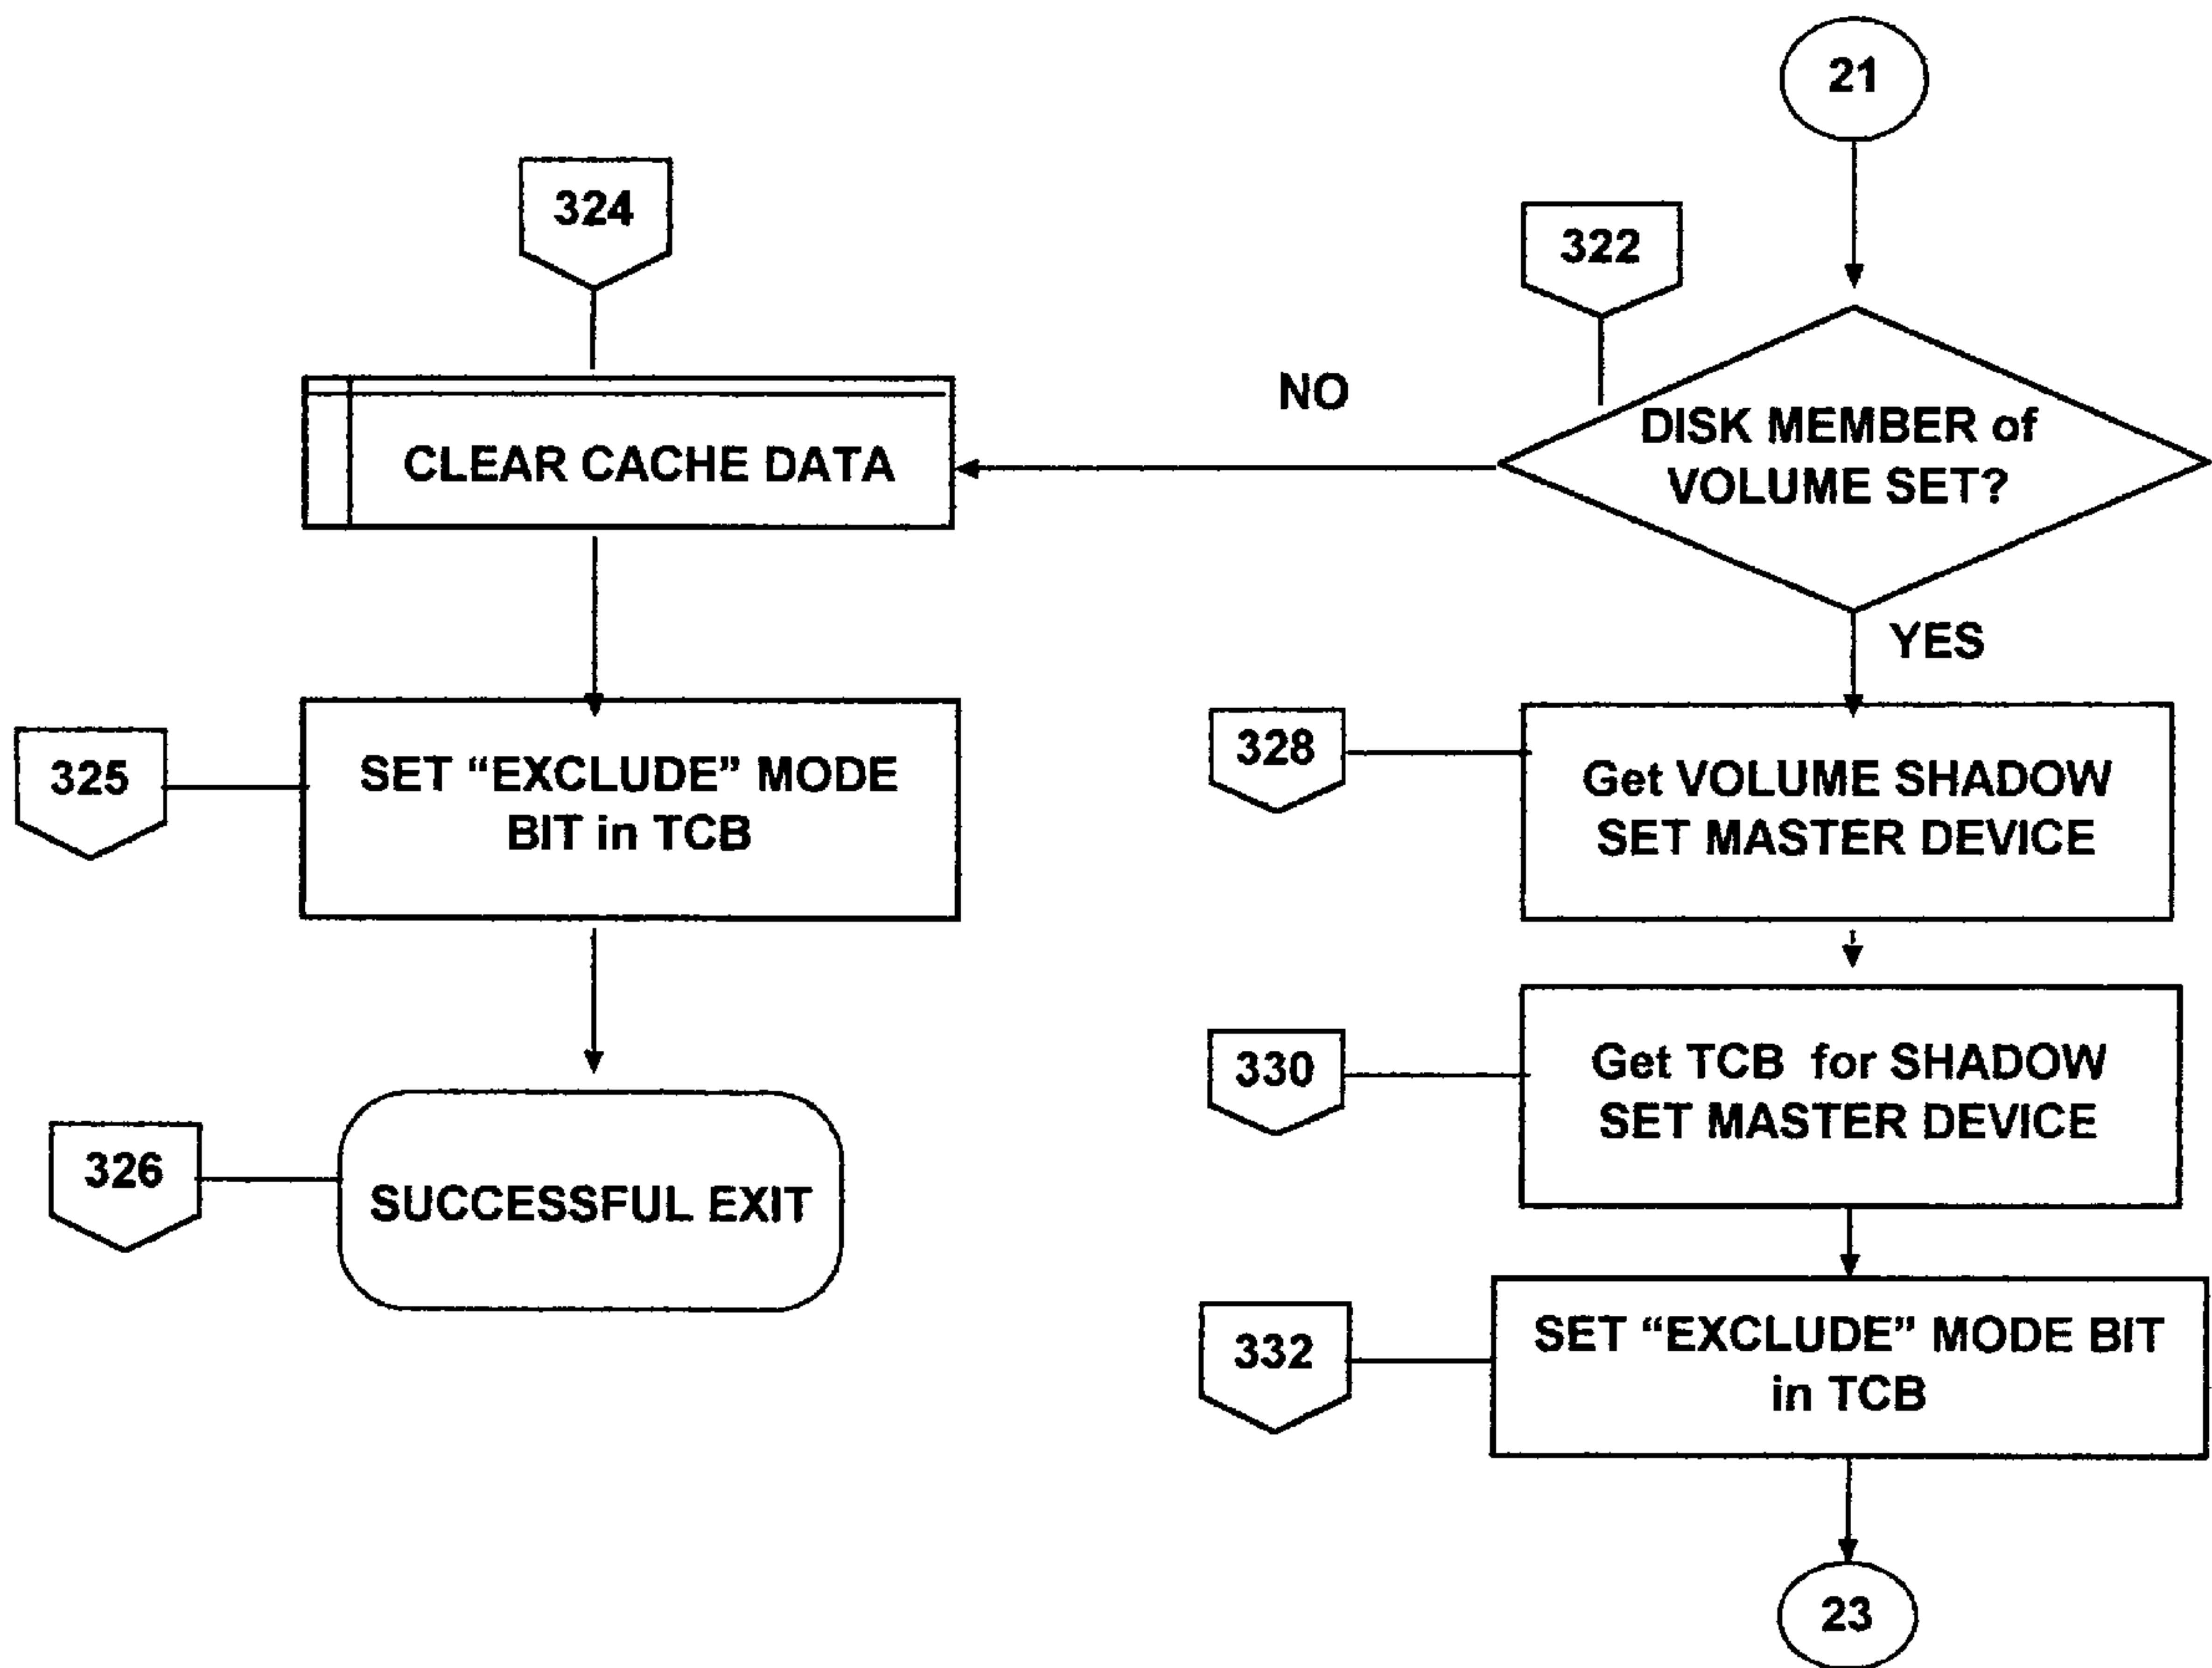 21
324
322
NO
DISK MEMBER of
VOLUME SET?
CLEAR CACHE DATA
YES
325
SET “EXCLUDE” MODE
BIT in TCB
328
Get VOLUME SHADOW
SET MASTER DEVICE
330
Get TCB for SHADOW
SET MASTER DEVICE
326
SUCCESSFUL EXIT
332
SET “EXCLUDE” MODE BIT
in TCB
23